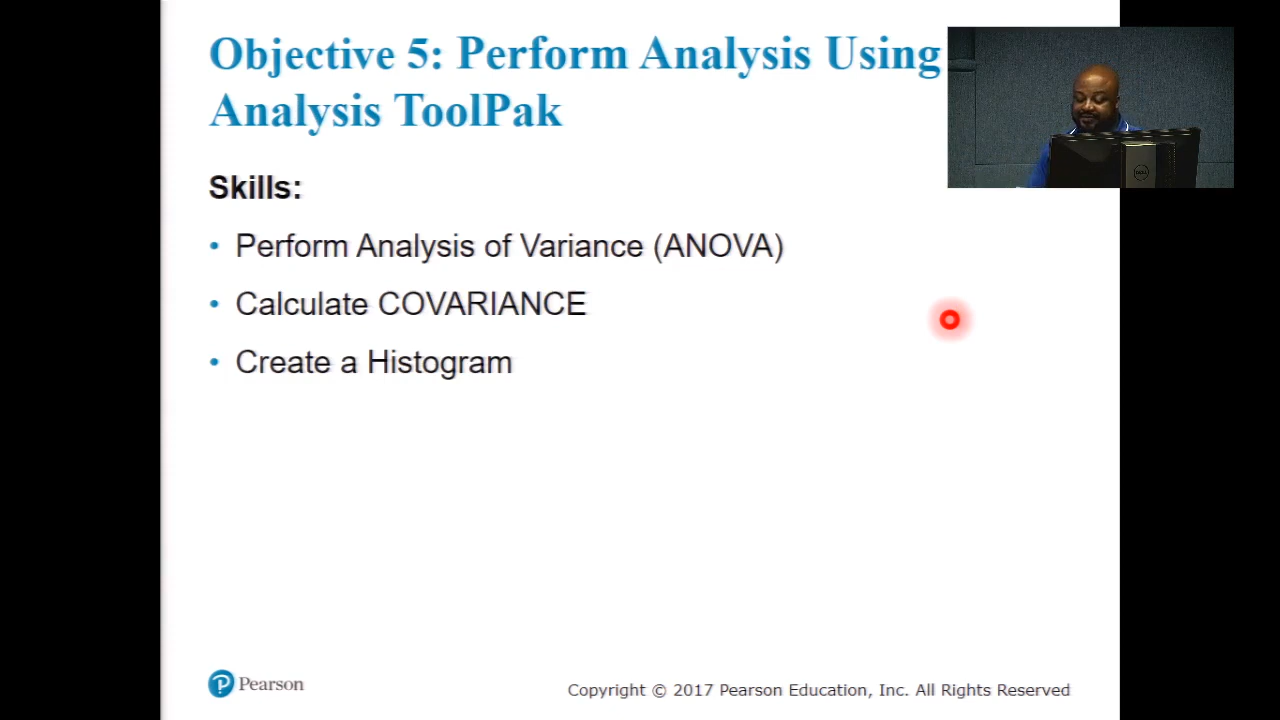 Objective 5: Perform Analysis Using
Analysis ToolPak
Skills:
• Perform Analysis of Variance (ANOVA)
• Calculate COVARIANCE
• Create a Histogram
Pearson
Copyright © 2017 Pearson Education, Inc. All Rights Reserved
DELL